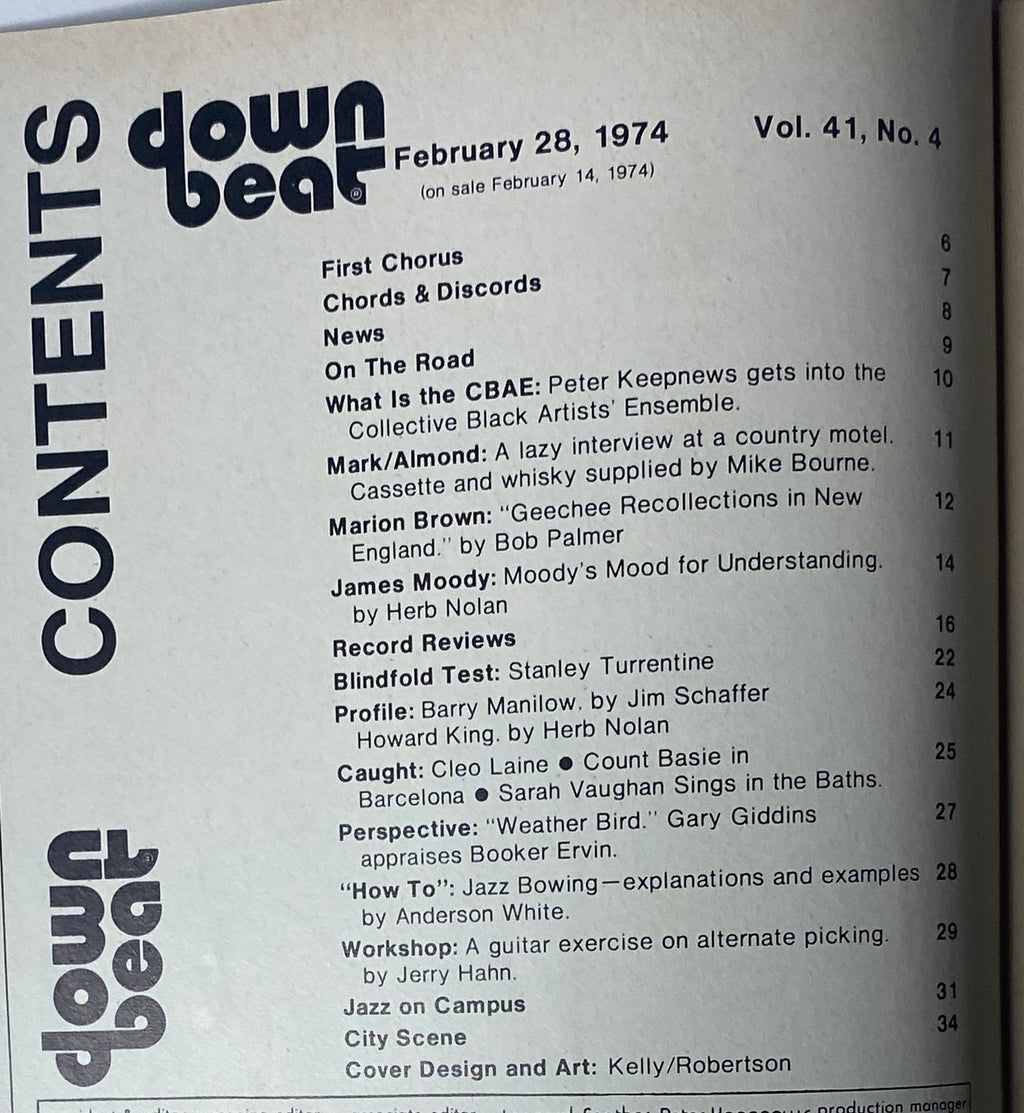 CONTENTS
down
beat
February 28, 1974
Vol. 41, No. 4
(on sale February 14, 1974)
First Chorus 6
Chords & Discords 7
News 8
On The Road 9
What Is the CBAE: Peter Keepnews gets into the 10
Collective Black Artists' Ensemble.
Mark/Almond: A lazy interview at a country motel. 11
Cassette and whisky supplied by Mike Bourne.
Marion Brown: "Geechee Recollections in New 12
England." by Bob Palmer
James Moody: Moody's Mood for Understanding. 14
by Herb Nolan
Record Reviews 16
Blindfold Test: Stanley Turrentine 22
Profile: Barry Manilow. by Jim Schaffer 24
Howard King. by Herb Nolan
Caught: Cleo Laine ● Count Basie in 25
Barcelona ● Sarah Vaughan Sings in the Baths.
Perspective: "Weather Bird." Gary Giddins 27
appraises Booker Ervin.
"How To": Jazz Bowing—explanations and examples 28
by Anderson White.
Workshop: A guitar exercise on alternate picking. 29
by Jerry Hahn.
Jazz on Campus 31
City Scene 34
Cover Design and Art: Kelly/Robertson
down
beat
production manager